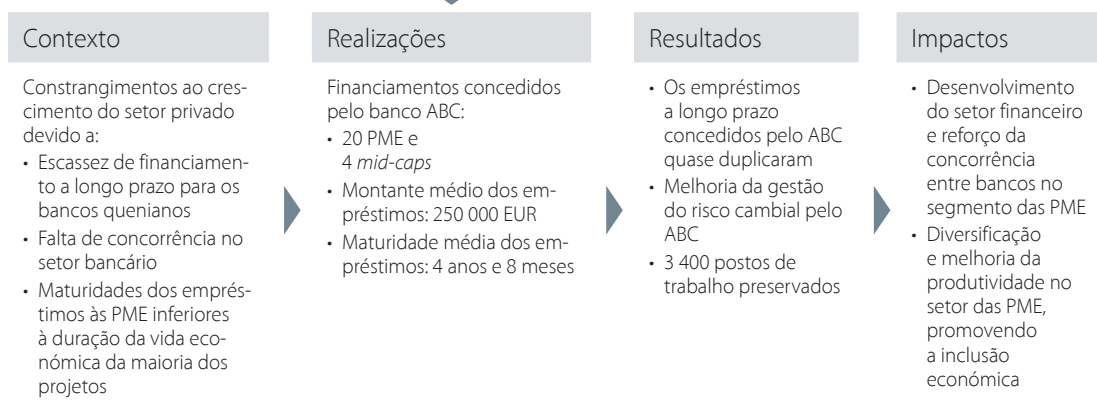 Contexto
Constrangimentos ao cres-
cimento do setor privado
devido a:
• Escassez de financiamen-
to a longo prazo para os
bancos quenianos
• Falta de concorrência no
setor bancário
• Maturidades dos emprés-
timos às PME inferiores
à duração da vida eco-
nómica da maioria dos
projetos
Realizações
Financiamentos concedidos
pelo banco ABC:
• 20 PME e
4 mid-caps
• Montante médio dos em-
préstimos: 250 000 EUR
• Maturidade média dos em-
préstimos: 4 anos e 8 meses
Resultados
• Os empréstimos
a longo prazo
concedidos pelo ABC
quase duplicaram
• Melhoria da gestão
do risco cambial pelo
ABC
• 3 400 postos de
trabalho preservados
Impactos
• Desenvolvimento
do setor financeiro
e reforço da
concorrência
entre bancos no
segmento das PME
• Diversificação
e melhoria da
produtividade no
setor das PME,
promovendo
a inclusão
económica